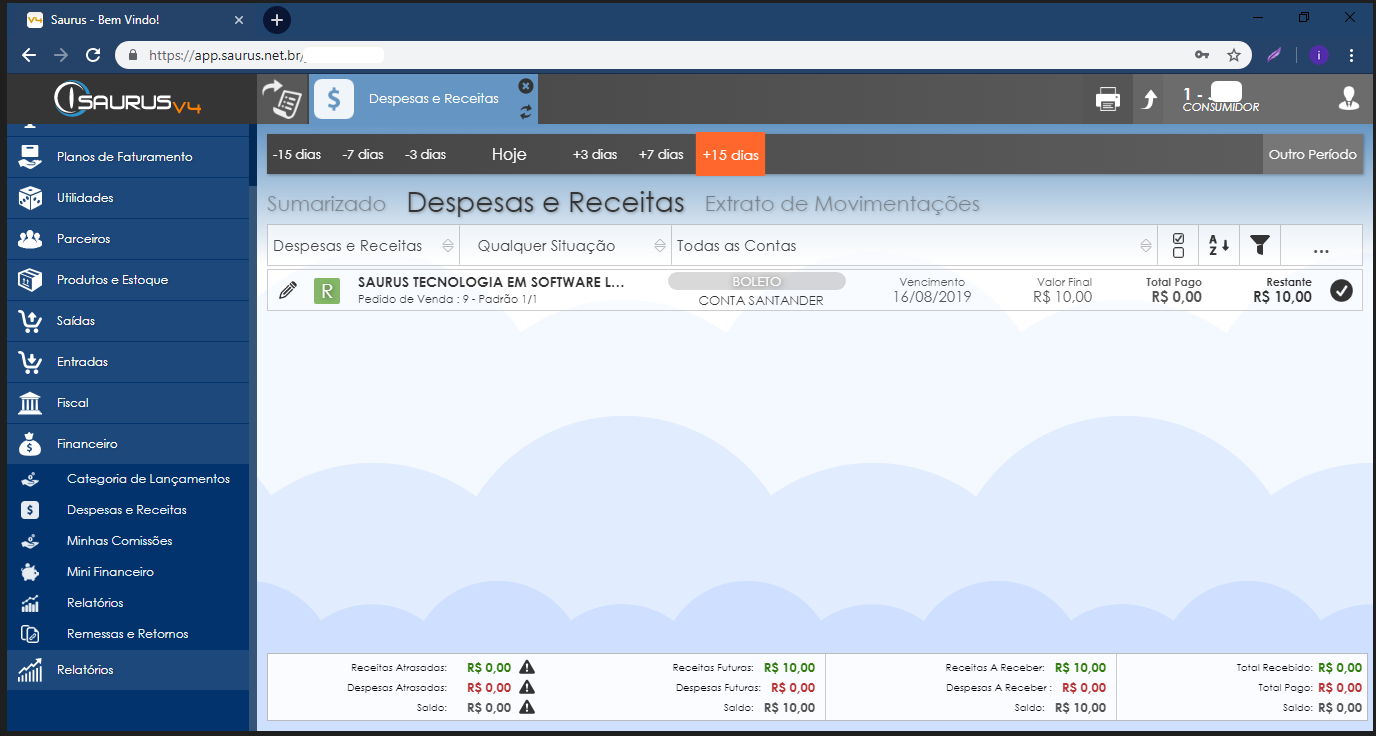 Saurus - Bem Vindo!
https://app.saurus.net.br/
SAURUS V4
Despesas e Receitas
1 - 
CONSUMIDOR
Planos de Faturamento
Utilidades
Parceiros
Produtos e Estoque
Saídas
Entradas
Fiscal
Financeiro
Categoria de Lançamentos
Despesas e Receitas
Minhas Comissões
Mini Financeiro
Relatórios
Remessas e Retornos
Relatórios
-15 dias -7 dias -3 dias Hoje +3 dias +7 dias +15 dias Outro Período
Sumarizado Despesas e Receitas Extrato de Movimentações
Despesas e Receitas Qualquer Situação Todas as Contas A Z ...
R SAURUS TECNOLOGIA EM SOFTWARE L... BOLETO Vencimento Valor Final Total Pago Restante
Pedido de Venda : 9 - Padrão 1/1 CONTA SANTANDER 16/08/2019 R$ 10,00 R$ 0,00 R$ 10,00
Receitas Atrasadas: R$ 0,00 Receitas Futuras: R$ 10,00 Receitas A Receber: R$ 10,00 Total Recebido: R$ 0,00
Despesas Atrasadas: R$ 0,00 Despesas Futuras: R$ 0,00 Despesas A Receber : R$ 0,00 Total Pago: R$ 0,00
Saldo: R$ 0,00 Saldo: R$ 10,00 Saldo: R$ 10,00 Saldo: R$ 0,00